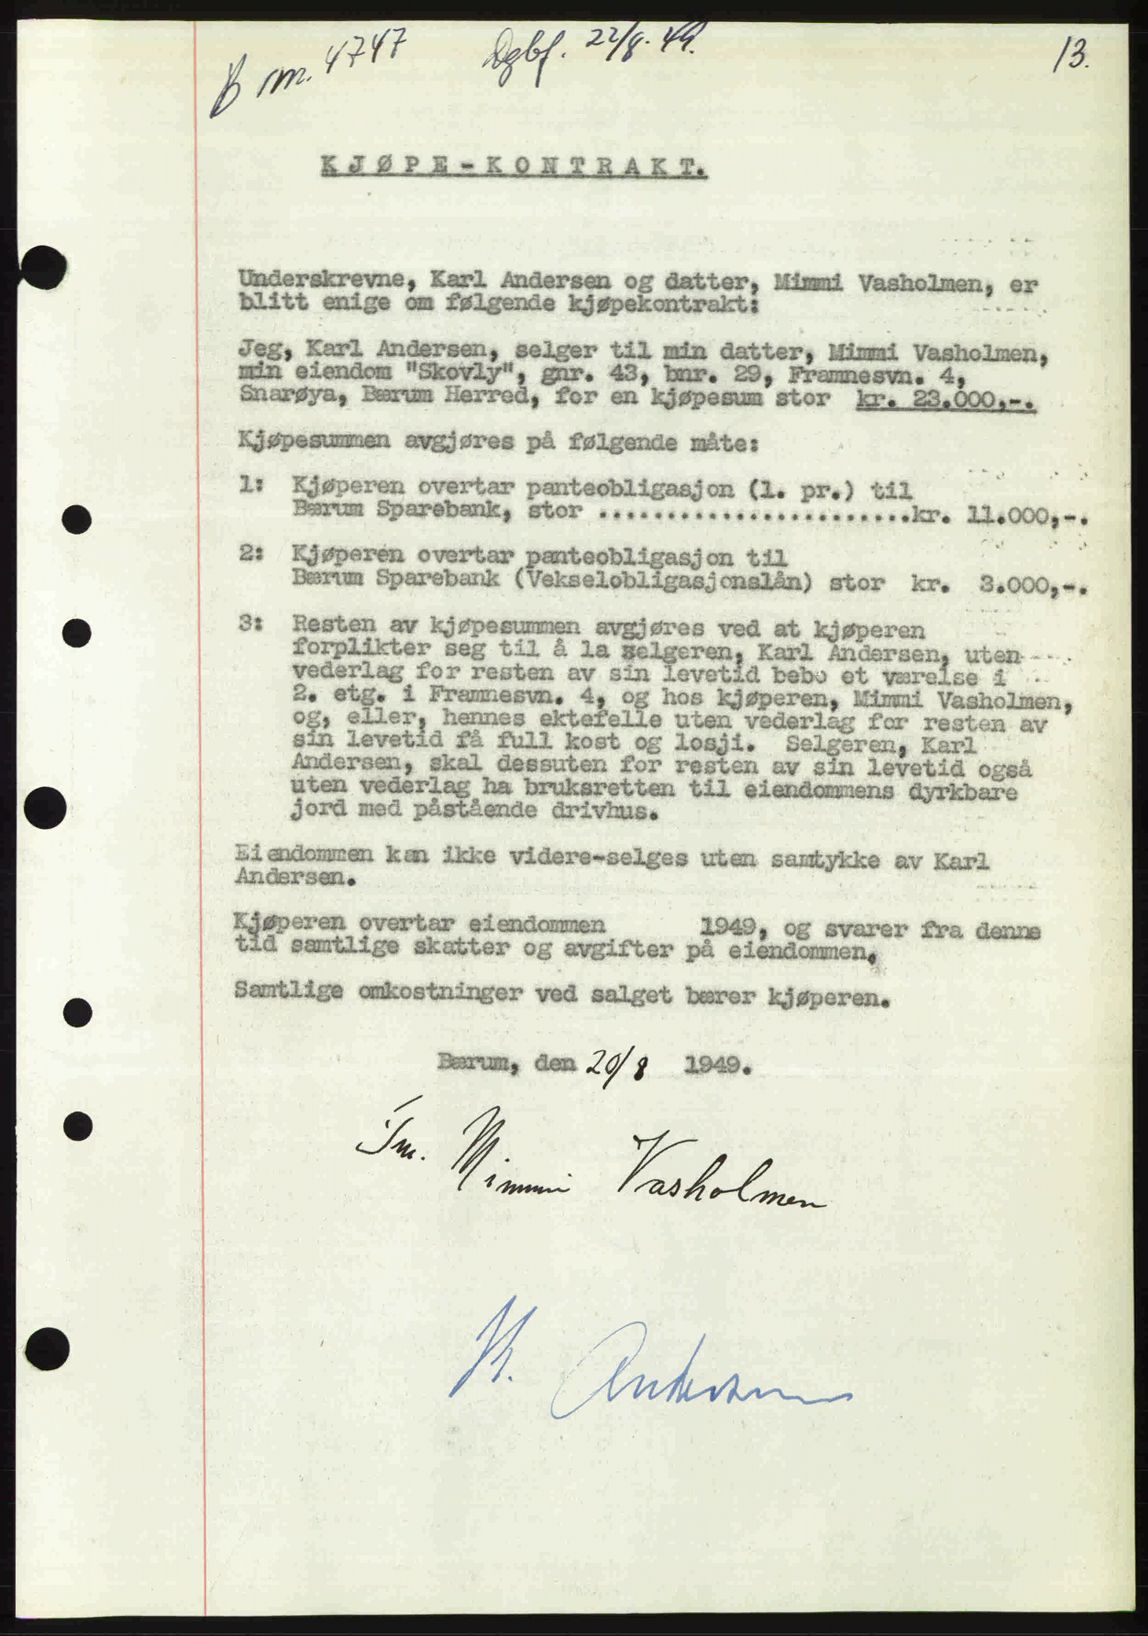 B nr. 4747 Dgbf. 22/8. 49. 13.
KJØPE-KONTRAKT.
Underskrevne, Karl Andersen og datter, Mimmi Vasholmen, er
blitt enige om følgende kjøpekontrakt:
Jeg, Karl Andersen, selger til min datter, Mimmi Vasholmen,
min eiendom "Skovly", gnr. 43, bnr. 29, Framnesvn. 4,
Snarøya, Bærum Herred, for en kjøpesum stor kr. 23.000,-.
Kjøpesummen avgjøres på følgende måte:
1: Kjøperen overtar panteobligasjon (1. pr.) til
Bærum Sparebank, stor .......................kr. 11.000,-.
2: Kjøperen overtar panteobligasjon til
Bærum Sparebank (Vekselobligasjonslån) stor kr. 3.000,-.
3: Resten av kjøpesummen avgjøres ved at kjøperen
forplikter seg til å la selgeren, Karl Andersen, uten
vederlag for resten av sin levetid bebo et værelse i
2. etg. i Framnesvn. 4, og hos kjøperen, Mimmi Vasholmen,
og, eller, hennes ektefelle uten vederlag for resten av
sin levetid få full kost og losji. Selgeren, Karl
Andersen, skal dessuten for resten av sin levetid også
uten vederlag ha bruksretten til eiendommens dyrkbare
jord med påstående drivhus.
Eiendommen kan ikke videre-selges uten samtykke av Karl
Andersen.
Kjøperen overtar eiendommen 1949, og svarer fra denne
tid samtlige skatter og avgifter på eiendommen.
Samtlige omkostninger ved salget bærer kjøperen.
Bærum, den 20/8 1949.
Mimmi Vasholmen
K. Andersen